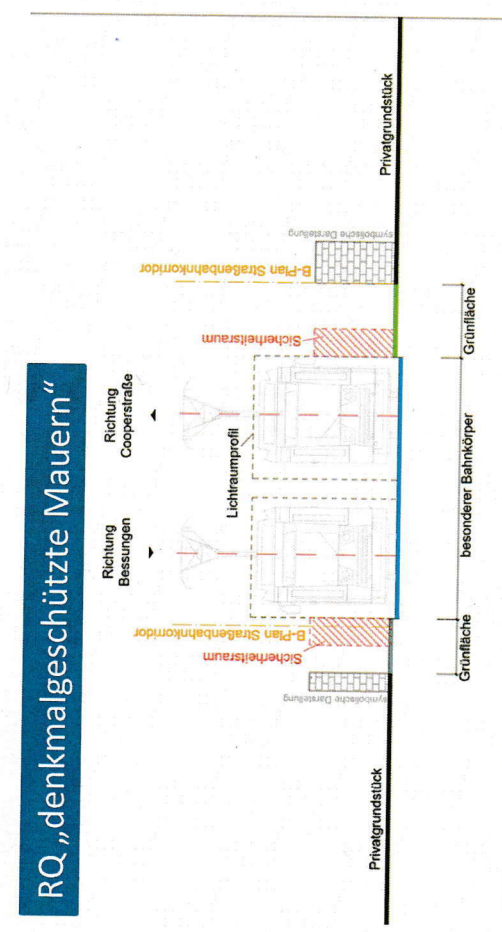 RQ „denkmalgeschützte Mauern“
Richtung
Bessungen
Richtung
Cooperstraße
Lichtraumprofil
symbolische Darstellung
Sicherheitsraum
B-Plan Straßenbahnkorridor
Sicherheitsraum
B-Plan Straßenbahnkorridor
symbolische Darstellung
Privatgrundstück
Privatgrundstück
Grünfläche
besonderer Bahnkörper
Grünfläche